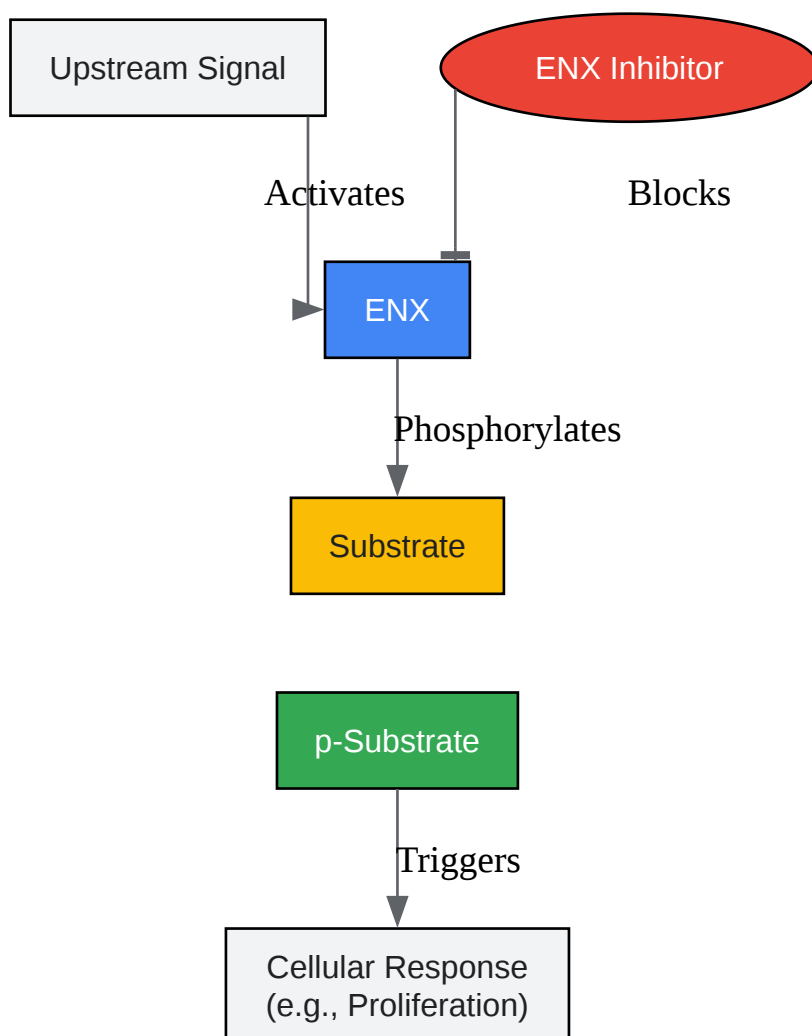 Upstream Signal
ENX Inhibitor
Activates
Blocks
ENX
Phosphorylates
Substrate
p-Substrate
Triggers
Cellular Response
(e.g., Proliferation)